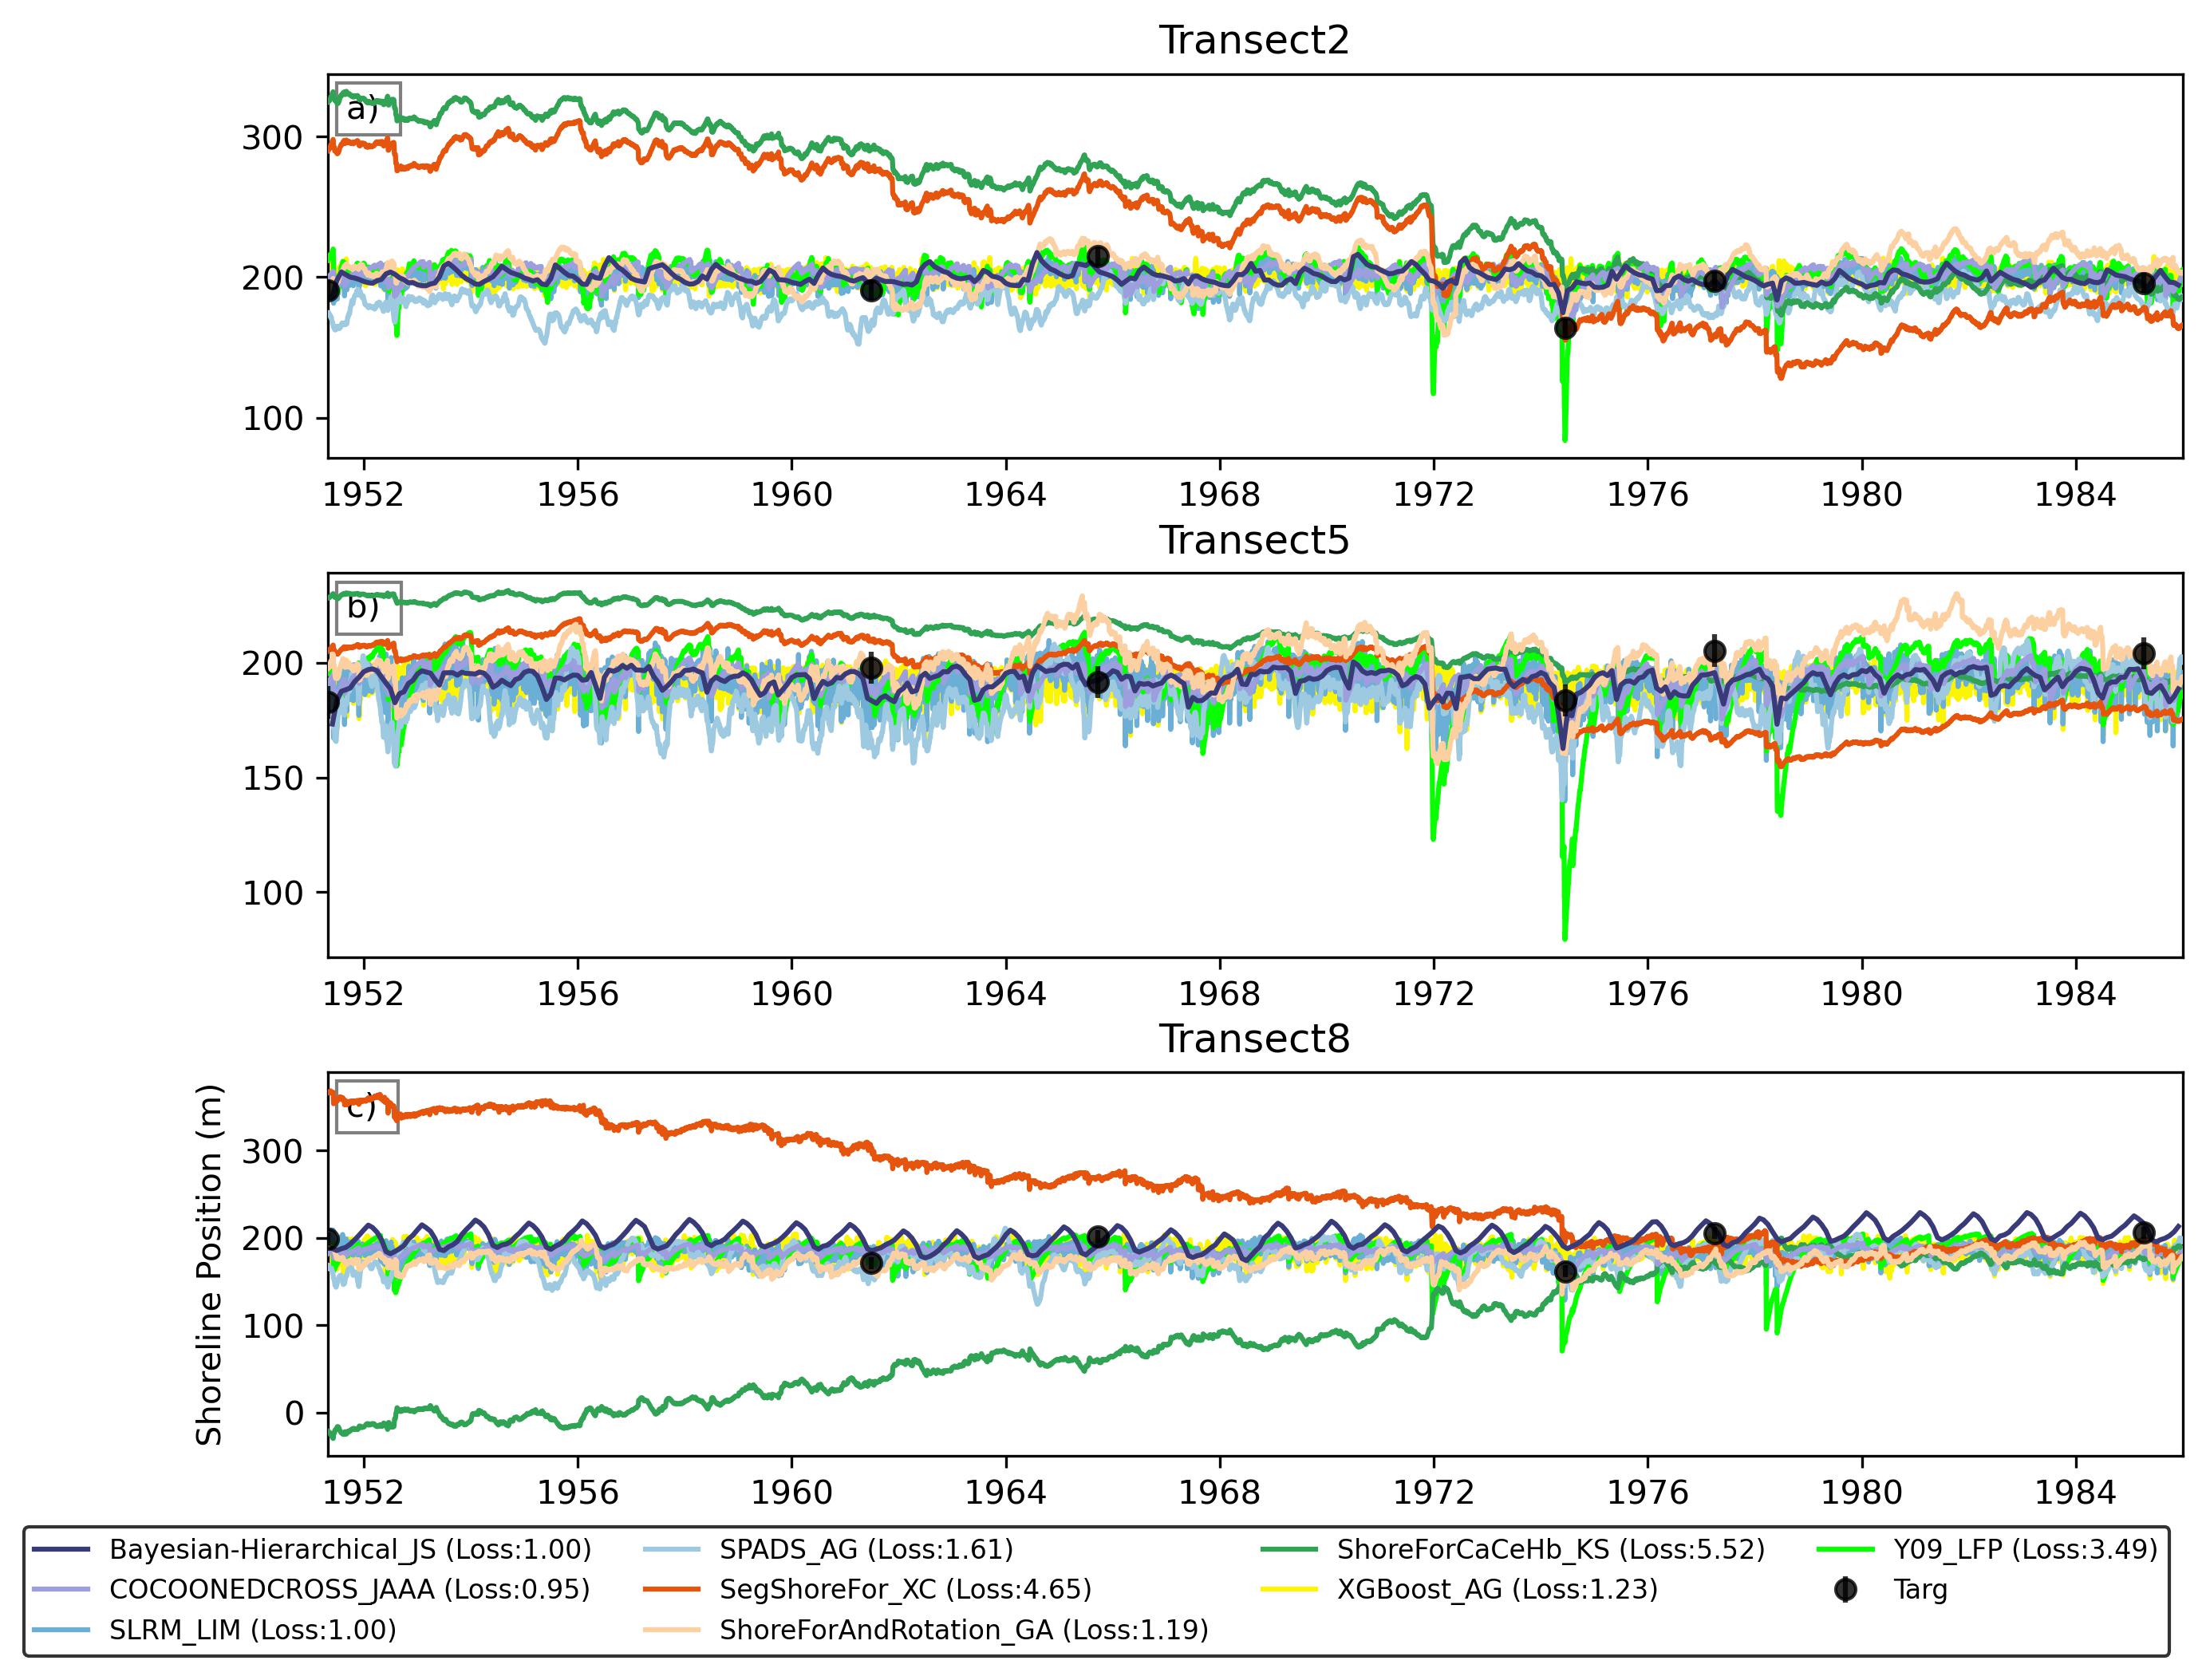 Transect2
a)
300
200
100
1952 1956 1960 1964 1968 1972 1976 1980 1984
Transect5
b)
200
150
100
1952 1956 1960 1964 1968 1972 1976 1980 1984
Transect8
c)
Shoreline Position (m)
300
200
100
0
1952 1956 1960 1964 1968 1972 1976 1980 1984
Bayesian-Hierarchical_JS (Loss:1.00)
COCOONEDCROSS_JAAA (Loss:0.95)
SLRM_LIM (Loss:1.00)
SPADS_AG (Loss:1.61)
SegShoreFor_XC (Loss:4.65)
ShoreForAndRotation_GA (Loss:1.19)
ShoreForCaCeHb_KS (Loss:5.52)
XGBoost_AG (Loss:1.23)
Y09_LFP (Loss:3.49)
Targ